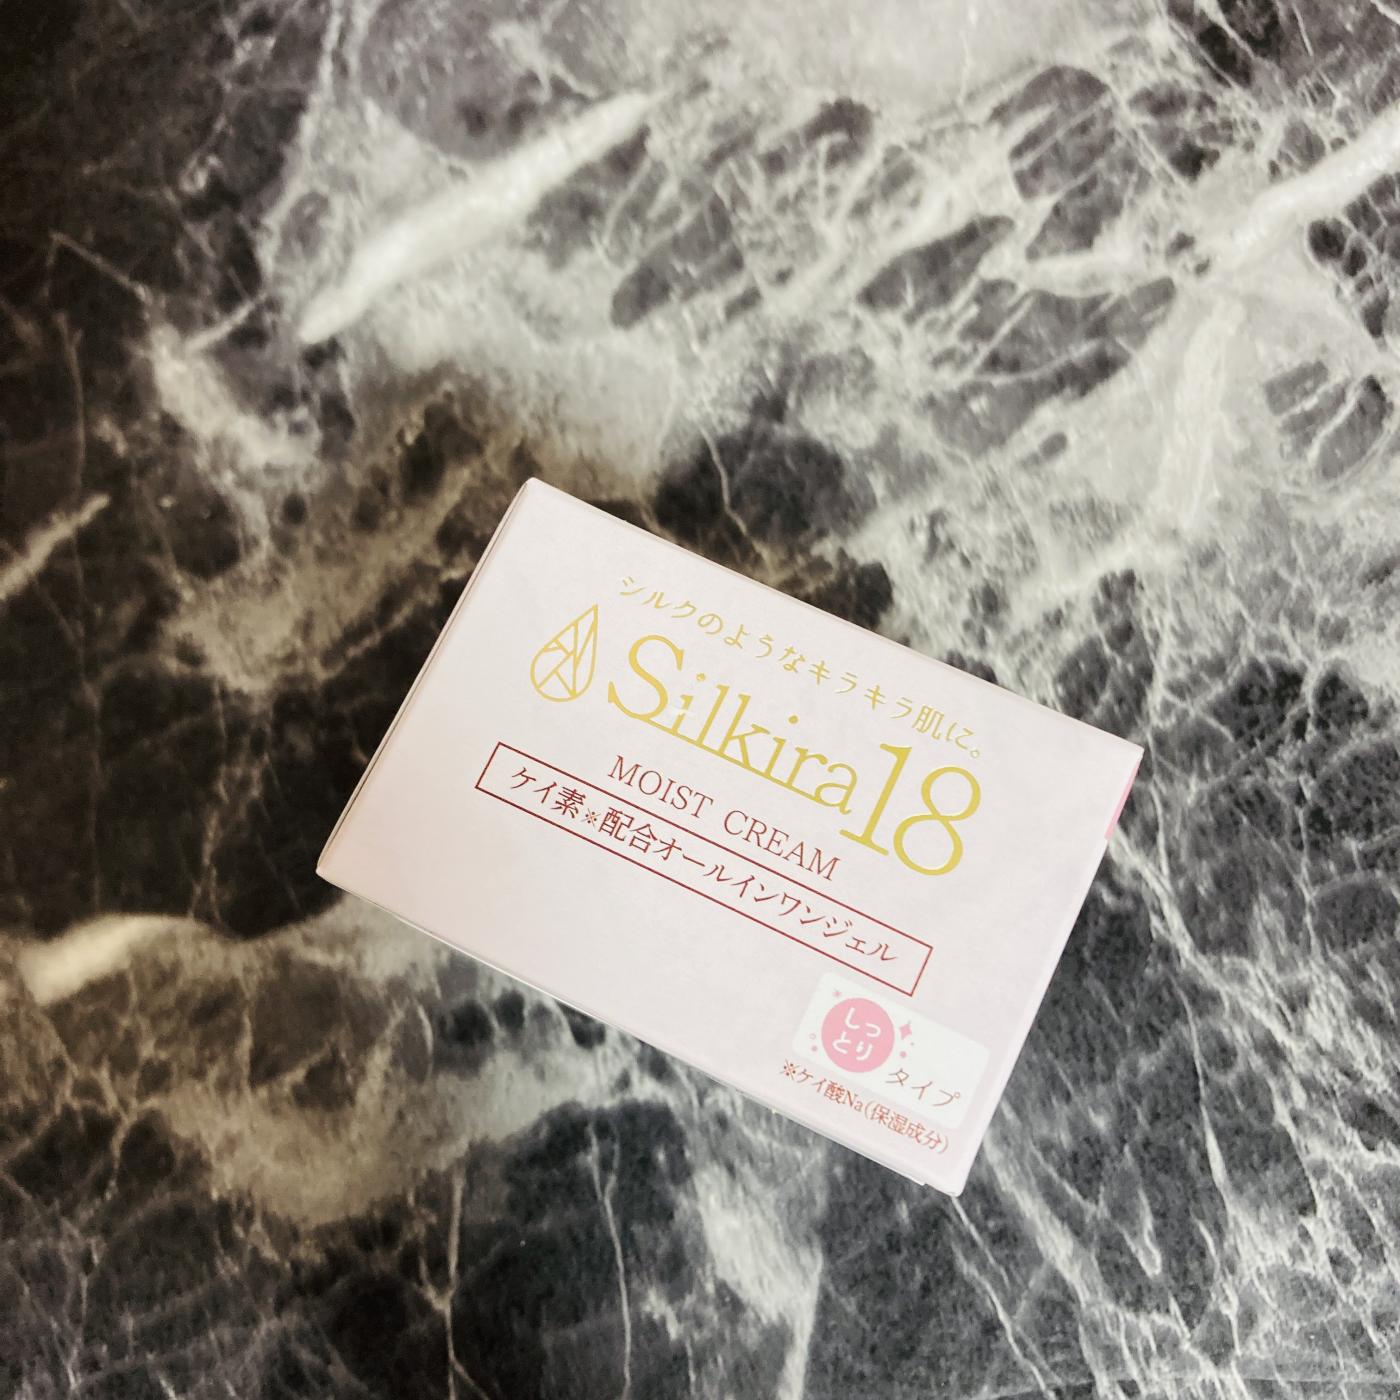 シルクのようなキラキラ肌に。
Silkira18
MOIST CREAM
ケイ素※配合オールインワンジェル
しっ
とり
タイプ
※ケイ酸Na(保湿成分)